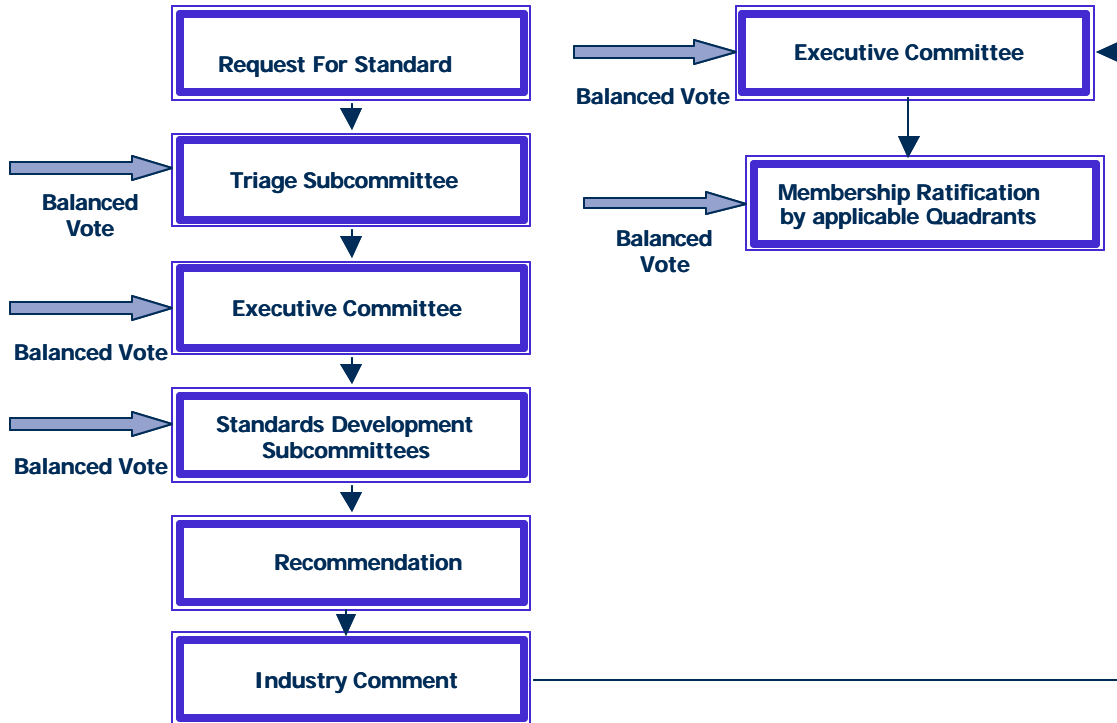 Request For Standard
Balanced
Vote
Triage Subcommittee
Balanced Vote
Executive Committee
Balanced Vote
Standards Development
Subcommittees
Recommendation
Industry Comment
Balanced Vote
Executive Committee
Balanced
Vote
Membership Ratification
by applicable Quadrants